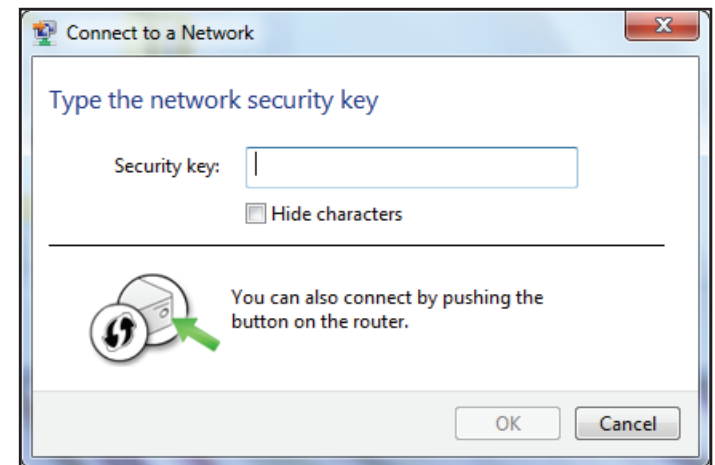 Connect to a Network
Type the network security key
Security key:
Hide characters
You can also connect by pushing the
button on the router.
OK
Cancel